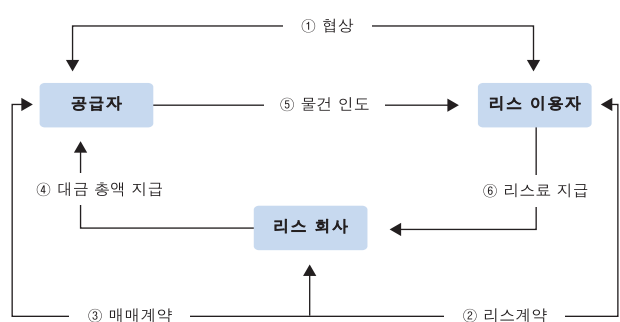 ① 협상
공급자
⑤ 물건 인도
리스 이용자
④ 대금 총액 지급
⑥ 리스료 지급
리스 회사
③ 매매계약
② 리스계약